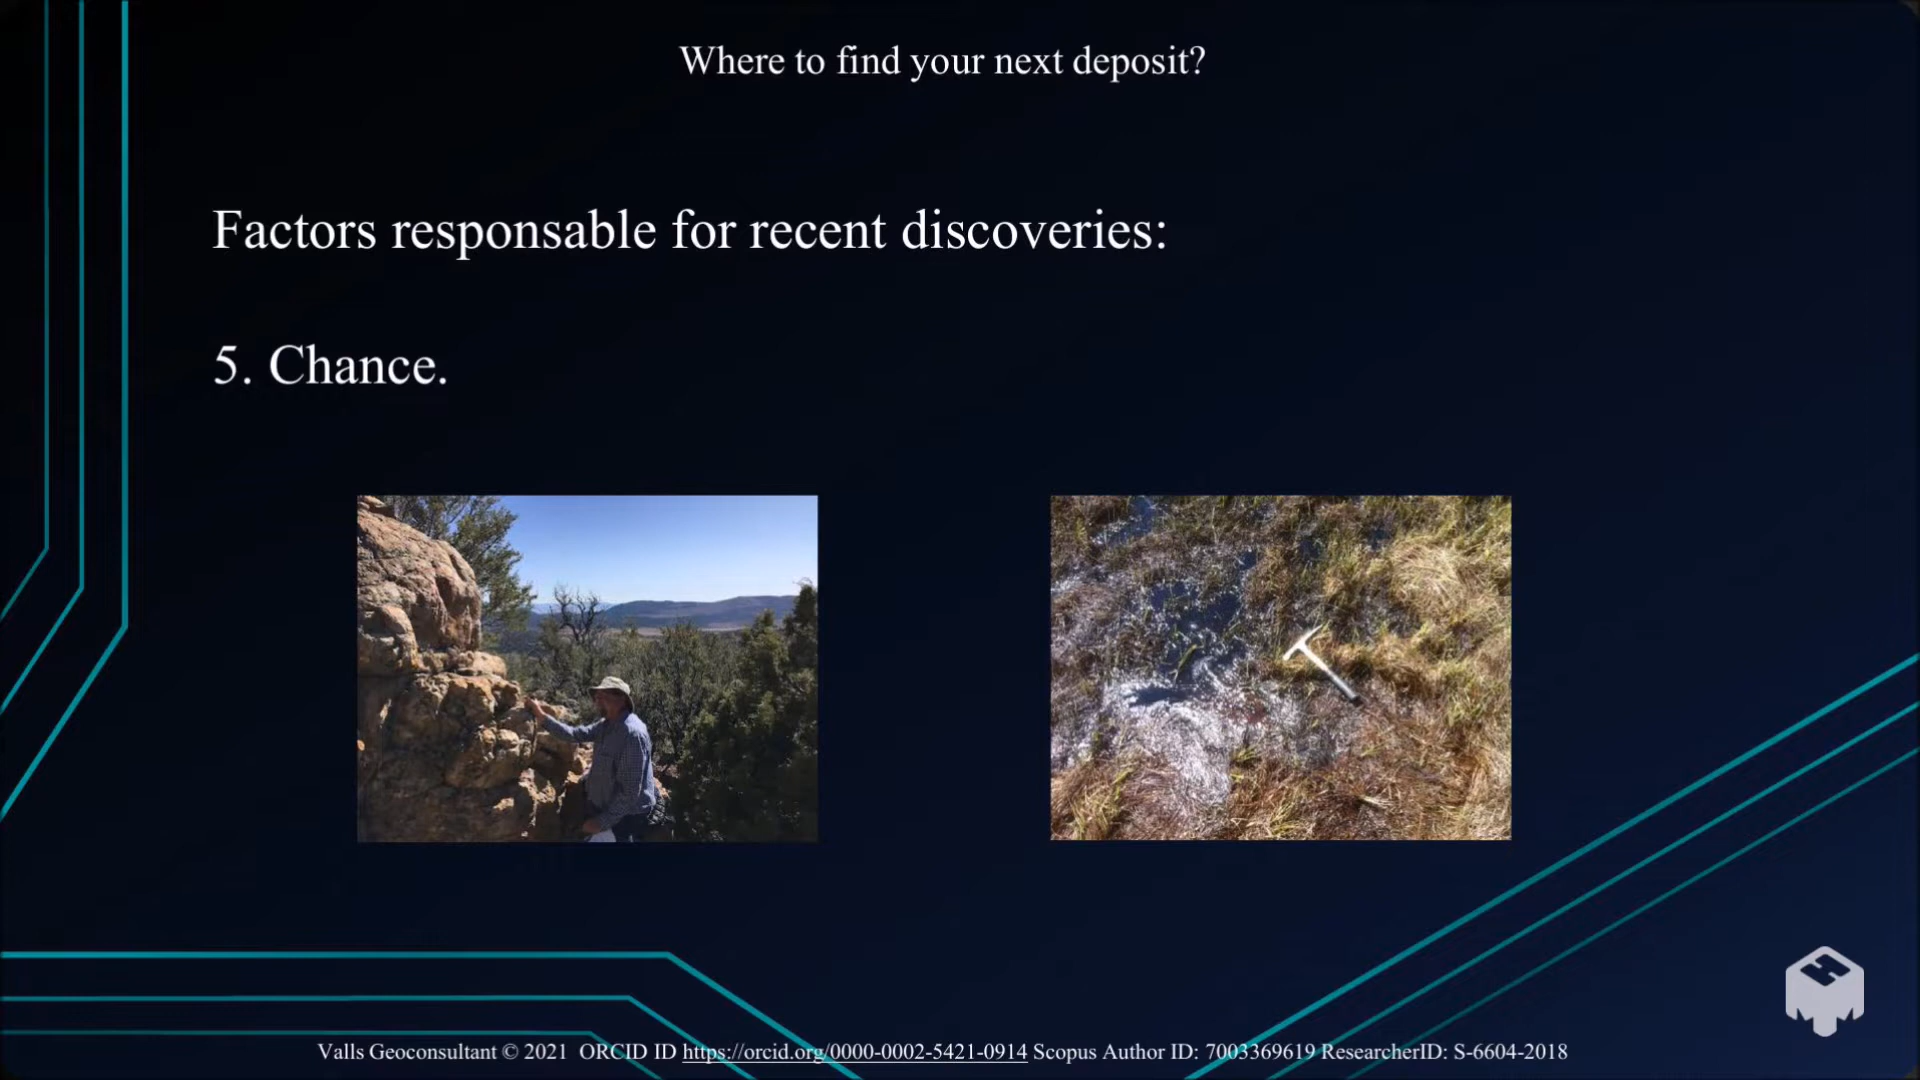 Where to find your next deposit?
Factors responsable for recent discoveries:
5. Chance.
Valls Geoconsultant © 2021 ORCID ID https://orcid.org/0000-0002-5421-0914 Scopus Author ID: 7003369619 ResearcherID: S-6604-2018